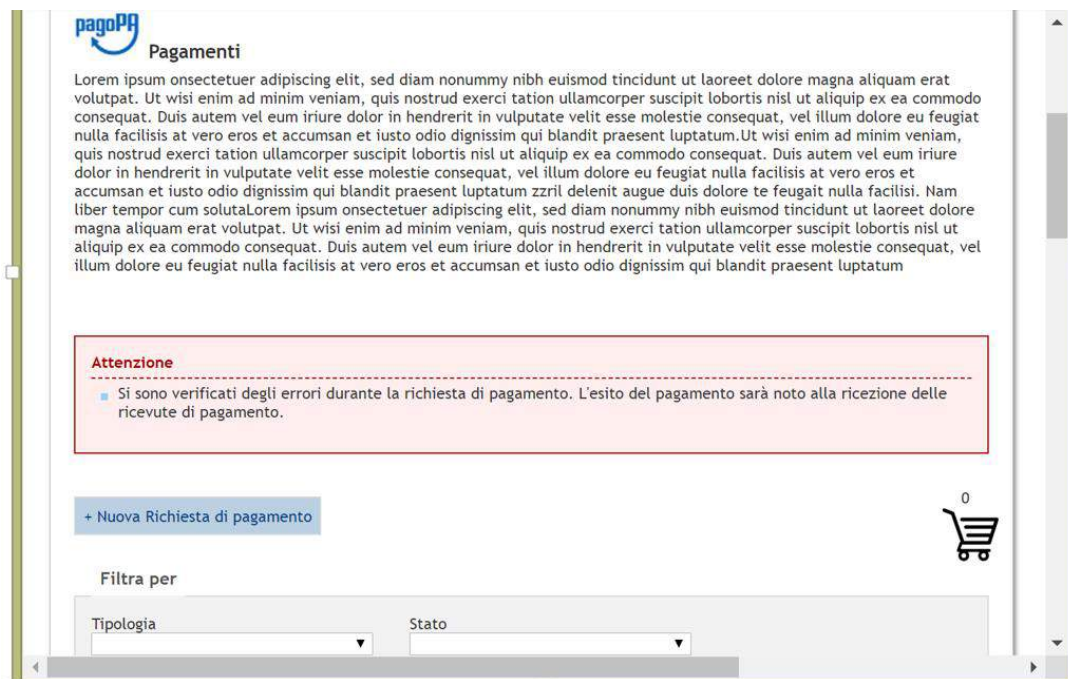 pagoPA
Pagamenti
Lorem ipsum onsectetuer adipiscing elit, sed diam nonummy nibh euismod tincidunt ut laoreet dolore magna aliquam erat
volutpat. Ut wisi enim ad minim veniam, quis nostrud exerci tation ullamcorper suscipit lobortis nisl ut aliquip ex ea commodo
consequat. Duis autem vel eum iriure dolor in hendrerit in vulputate velit esse molestie consequat, vel illum dolore eu feugiat
nulla facilisis at vero eros et accumsan et iusto odio dignissim qui blandit praesent luptatum.Ut wisi enim ad minim veniam,
quis nostrud exerci tation ullamcorper suscipit lobortis nisl ut aliquip ex ea commodo consequat. Duis autem vel eum iriure
dolor in hendrerit in vulputate velit esse molestie consequat, vel illum dolore eu feugiat nulla facilisis at vero eros et
accumsan et iusto odio dignissim qui blandit praesent luptatum zzril delenit augue duis dolore te feugait nulla facilisi. Nam
liber tempor cum solutaLorem ipsum onsectetuer adipiscing elit, sed diam nonummy nibh euismod tincidunt ut laoreet dolore
magna aliquam erat volutpat. Ut wisi enim ad minim veniam, quis nostrud exerci tation ullamcorper suscipit lobortis nisl ut
aliquip ex ea commodo consequat. Duis autem vel eum iriure dolor in hendrerit in vulputate velit esse molestie consequat, vel
illum dolore eu feugiat nulla facilisis at vero eros et accumsan et iusto odio dignissim qui blandit praesent luptatum
Attenzione
Si sono verificati degli errori durante la richiesta di pagamento. L'esito del pagamento sarà noto alla ricezione delle
ricevute di pagamento.
0
+ Nuova Richiesta di pagamento
Filtra per
Tipologia Stato